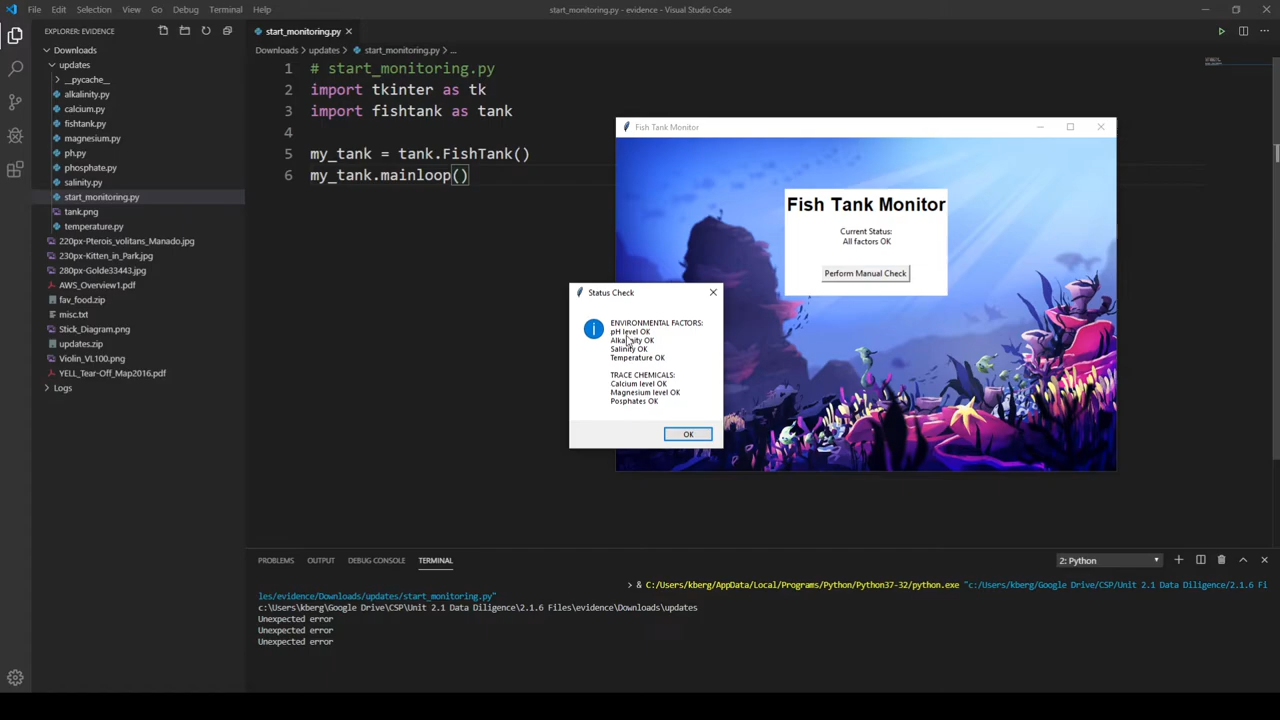 File Edit Selection View Go Debug Terminal Help
start_monitoring.py - evidence - Visual Studio Code
EXPLORER: EVIDENCE
Downloads
updates
__pycache__
alkalinity.py
calcium.py
fishtank.py
magnesium.py
ph.py
phosphate.py
salinity.py
start_monitoring.py
tank.png
temperature.py
220px-Pterois_volitans_Manado.jpg
230px-Kitten_in_Park.jpg
280px-Golde33443.jpg
AWS_Overview1.pdf
fav_food.zip
misc.txt
Stick_Diagram.png
updates.zip
Violin_VL100.png
YELL_Tear-Off_Map2016.pdf
Logs
start_monitoring.py
Downloads > updates > start_monitoring.py > ...
1 # start_monitoring.py
2 import tkinter as tk
3 import fishtank as tank
4
5 my_tank = tank.FishTank()
6 my_tank.mainloop()
Fish Tank Monitor
Fish Tank Monitor
Current Status:
All factors OK
Perform Manual Check
Status Check
ENVIRONMENTAL FACTORS:
pH level OK
Alkalinity OK
Salinity OK
Temperature OK
TRACE CHEMICALS:
Calcium level OK
Magnesium level OK
Posphates OK
OK
PROBLEMS OUTPUT DEBUG CONSOLE TERMINAL
2: Python
> & C:/Users/kberg/AppData/Local/Programs/Python/Python37-32/python.exe "c:/Users/kberg/Google Drive/CSP/Unit 2.1 Data Diligence/2.1.6 Fi
les/evidence/Downloads/updates/start_monitoring.py"
c:\Users\kberg\Google Drive\CSP\Unit 2.1 Data Diligence\2.1.6 Files\evidence\Downloads\updates
Unexpected error
Unexpected error
Unexpected error